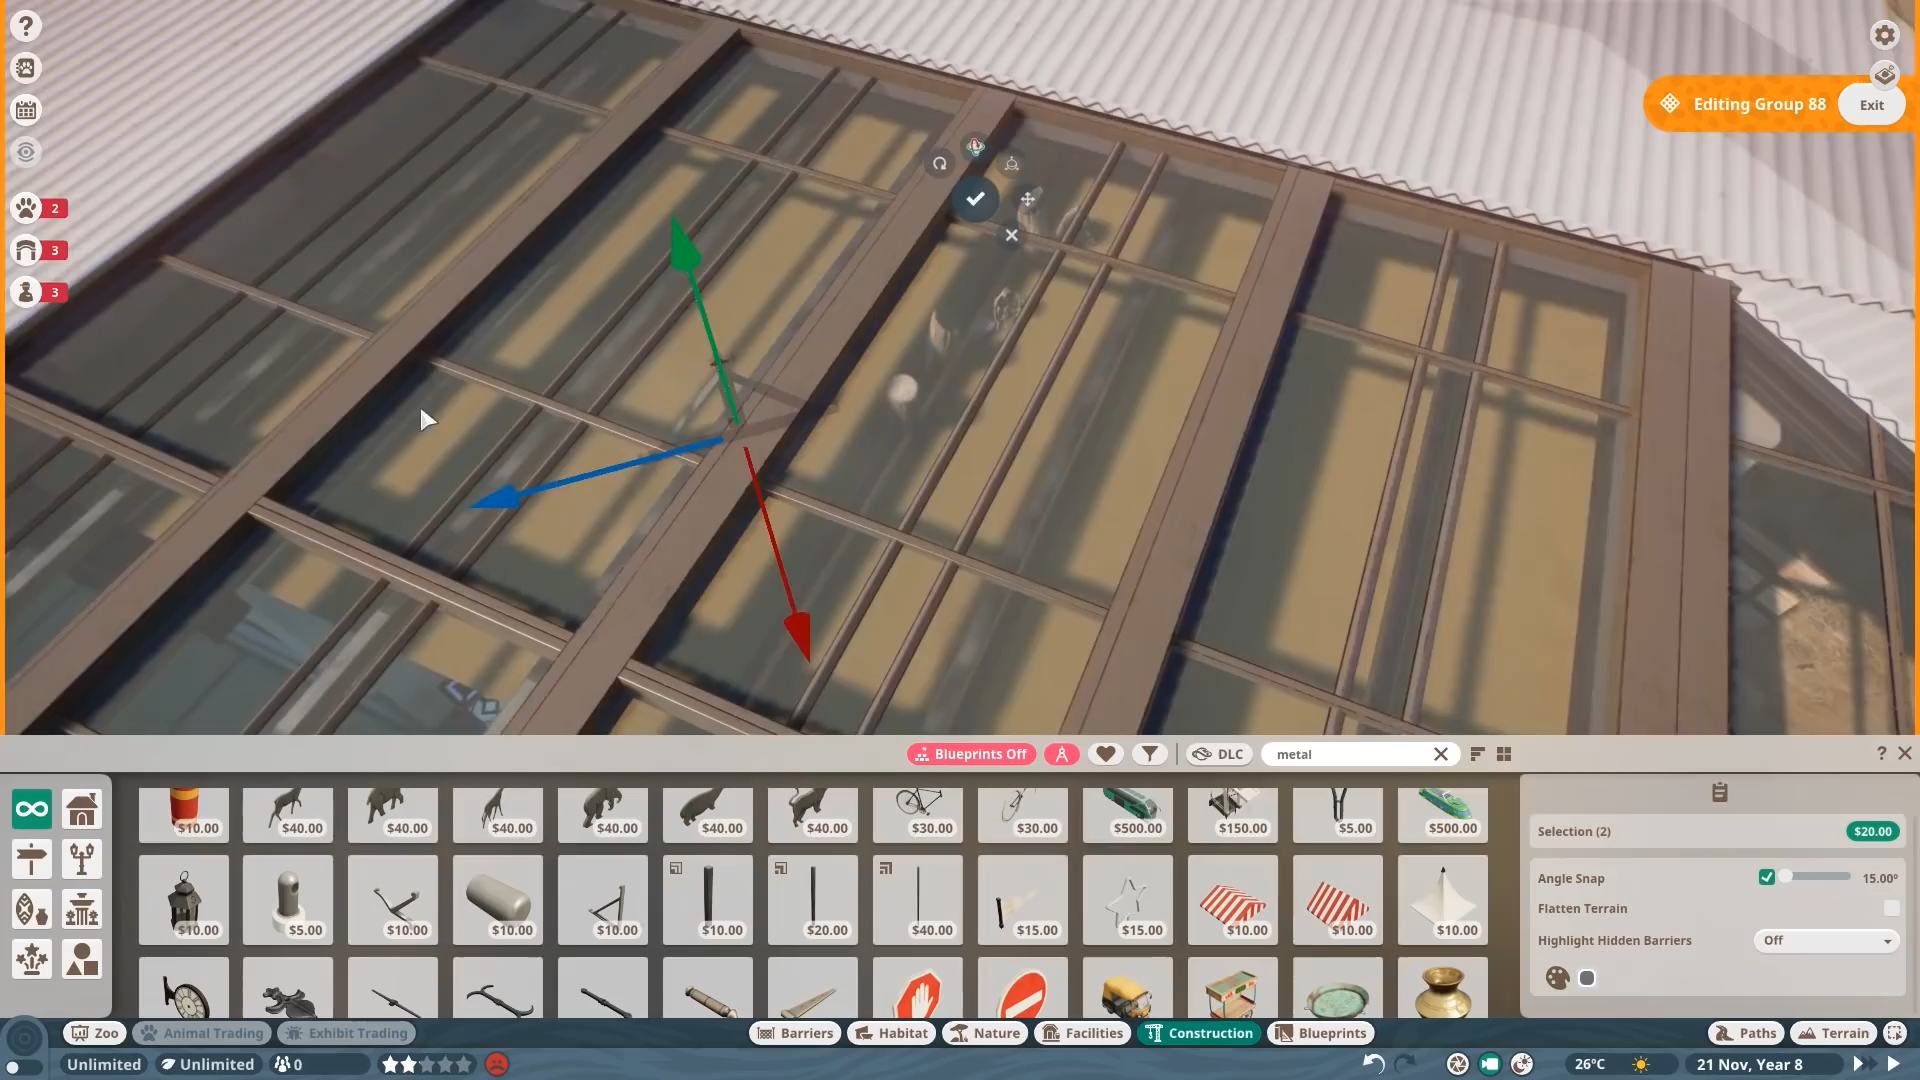 ?
Editing Group 88
Exit
2
3
3
Blueprints Off
DLC
metal
?
$10.00
$40.00
$40.00
$40.00
$40.00
$40.00
$40.00
$30.00
$30.00
$500.00
$150.00
$5.00
$500.00
$10.00
$5.00
$10.00
$10.00
$10.00
$10.00
$20.00
$40.00
$15.00
$15.00
$10.00
$10.00
$10.00
Selection (2)
$20.00
Angle Snap
15.00º
Flatten Terrain
Highlight Hidden Barriers
Off
Zoo
Animal Trading
Exhibit Trading
Barriers
Habitat
Nature
Facilities
Construction
Blueprints
Paths
Terrain
Unlimited
Unlimited
0
26°C
21 Nov, Year 8